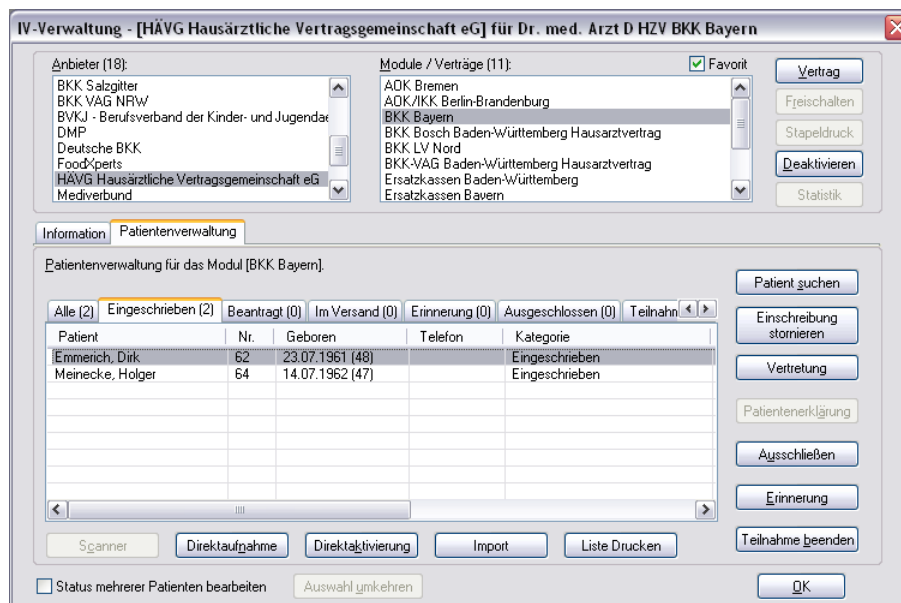 IV-Verwaltung - [HÄVG Hausärztliche Vertragsgemeinschaft eG] für Dr. med. Arzt D HZV BKK Bayern
Anbieter (18):
BKK Salzgitter
BKK VAG NRW
BVKJ - Berufsverband der Kinder- und Jugendae
DMP
Deutsche BKK
FoodXperts
HÄVG Hausärztliche Vertragsgemeinschaft eG
Mediverbund
Module / Verträge (11):
Favorit
AOK Bremen
AOK/IKK Berlin-Brandenburg
BKK Bayern
BKK Bosch Baden-Württemberg Hausarztvertrag
BKK LV Nord
BKK-VAG Baden-Württemberg Hausarztvertrag
Ersatzkassen Baden-Württemberg
Ersatzkassen Bayern
Vertrag
Freischalten
Stapeldruck
Deaktivieren
Statistik
Information Patientenverwaltung
Patientenverwaltung für das Modul [BKK Bayern].
Alle (2) Eingeschrieben (2) Beantragt (0) Im Versand (0) Erinnerung (0) Ausgeschlossen (0) Teilnahn
Patient Nr. Geboren Telefon Kategorie
Emmerich, Dirk 62 23.07.1961 (48) Eingeschrieben
Meinecke, Holger 64 14.07.1962 (47) Eingeschrieben
Patient suchen
Einschreibung
stornieren
Vertretung
Patientenerklärung
Ausschließen
Erinnerung
Teilnahme beenden
Scanner Direktaufnahme Direktaktivierung Import Liste Drucken
Status mehrerer Patienten bearbeiten Auswahl umkehren OK